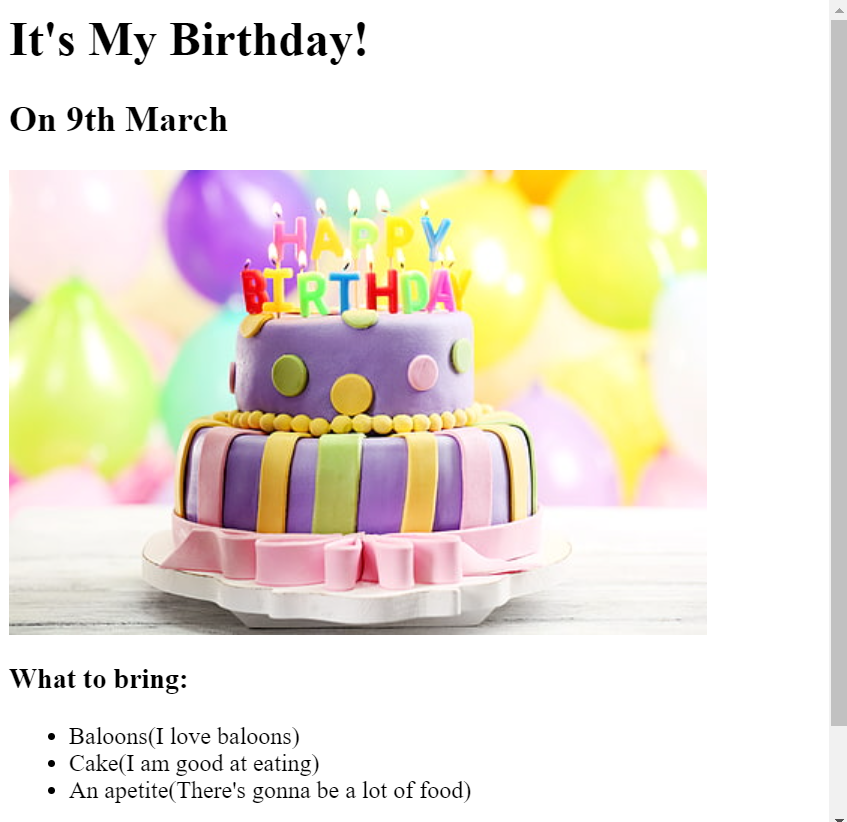 It's My Birthday!
On 9th March
HAPPY
BIRTHDAY
What to bring:
Baloons(I love baloons)
Cake(I am good at eating)
An apetite(There's gonna be a lot of food)